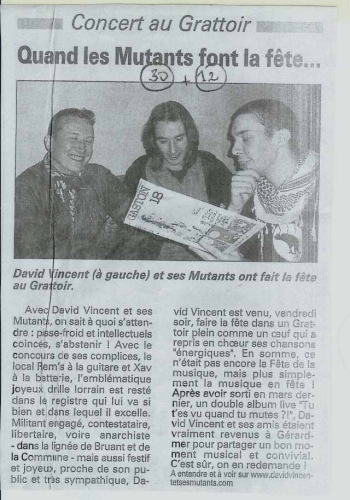 Concert au Grattoir
Quand les Mutants font la fête...
30 + 12
GASTON
18
David Vincent (à gauche) et ses Mutants ont fait la fête
au Grattoir.
Avec David Vincent et ses
Mutants, on sait à quoi s'atten-
dre : pisse-froid et intellectuels
coincés, s'abstenir ! Avec le
concours de ses complices, le
local Rem's à la guitare et Xav
à la batterie, l'emblématique
joyeux drille lorrain est resté
dans le registre qui lui va si
bien et dans lequel il excelle.
Militant engagé, contestataire,
libertaire, voire anarchiste
- dans la lignée de Bruant et de
la Commune - mais aussi festif
et joyeux, proche de son pu-
blic et très sympathique, Da-
vid Vincent est venu, vendredi
soir, faire la fête dans un Grat-
toir plein comme un œuf qui a
repris en chœur ses chansons
"énergiques". En somme, ce
n'était pas encore la Fête de la
musique, mais plus simple-
ment la musique en fête !
Après avoir sorti en mars der-
nier, un double album live "Tu
t'es vu quand tu mutes ?!", Da-
vid Vincent et ses amis étaient
vraiment revenus à Gérard-
mer pour partager un bon mo-
ment musical et convivial.
C'est sûr, on en redemande !
A entendre et à voir sur www.davidvincen-
tetsesmutants.com